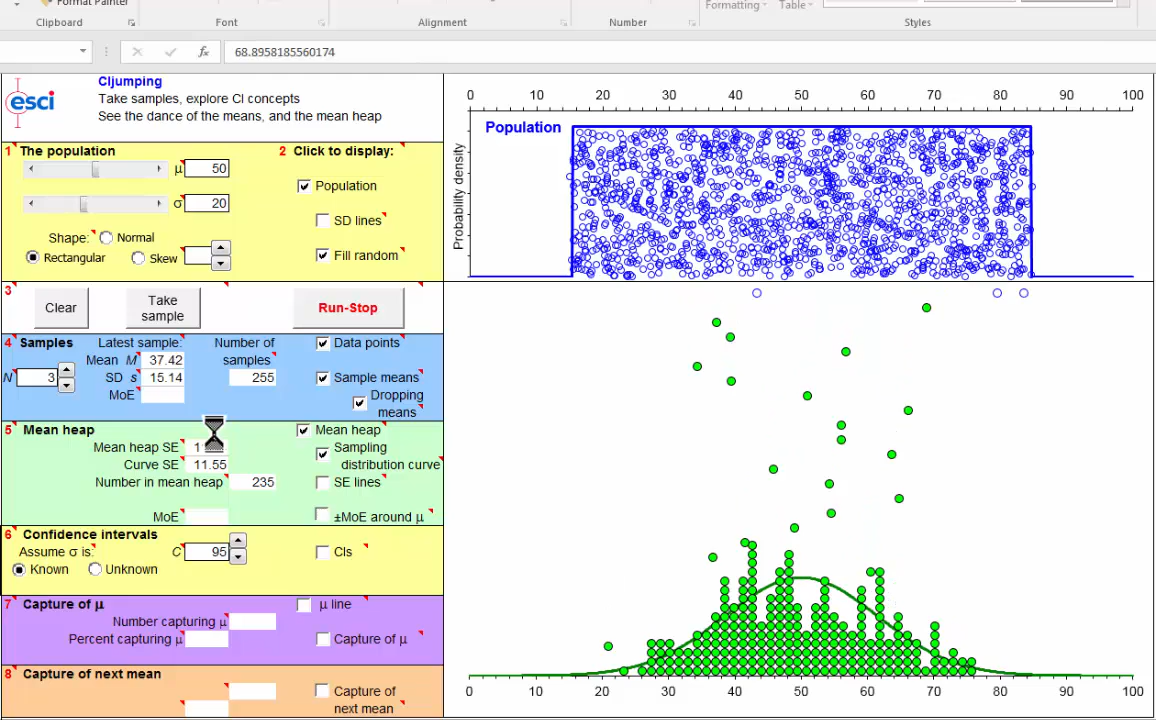 Format Painter
Formatting Table
Clipboard Font Alignment Number Styles
fx 68.8958185560174
esci
CIjumping
Take samples, explore CI concepts
See the dance of the means, and the mean heap
1 The population
μ 50
σ 20
Shape: Normal
Rectangular Skew
2 Click to display:
Population
SD lines
Fill random
3
Clear
Take sample
Run-Stop
4 Samples Latest sample: Number of samples
Mean M 37.42
N 3 SD s 15.14 255
MoE
Data points
Sample means
Dropping means
5 Mean heap
Mean heap SE 1
Curve SE 11.55
Number in mean heap 235
MoE
Mean heap
Sampling distribution curve
SE lines
±MoE around μ
6 Confidence intervals
Assume σ is: C 95
Known Unknown
CIs
7 Capture of μ
Number capturing μ
Percent capturing μ
μ line
Capture of μ
8 Capture of next mean
Capture of next mean
0 10 20 30 40 50 60 70 80 90 100
Population
Probability density
0 10 20 30 40 50 60 70 80 90 100